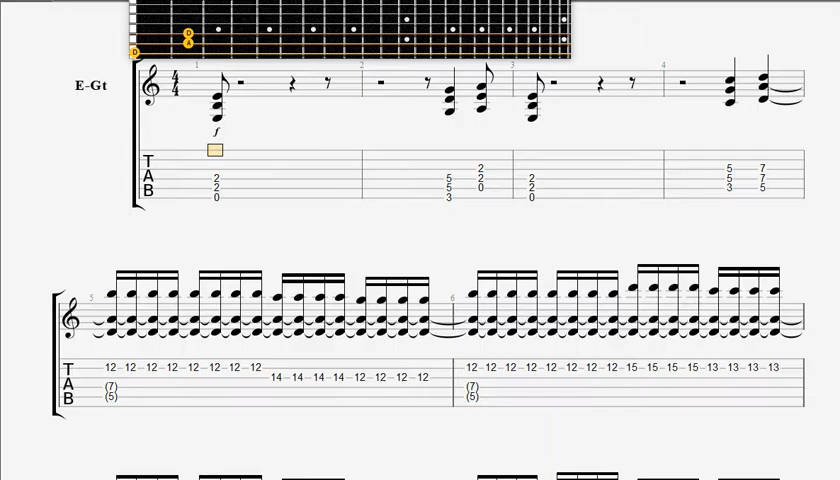 D
A
D
1 3 4
E-Gt 4
4
f
T
A
B
2 5 2 2 5 7
2 5 2 2 5 7
0 3 0 0 3 5
5 6
T
A
B
12 12 12 12 12 12 12 12 12 12 12 12 12 12 12 12 15 15 15 15 13 13 13 13
14 14 14 14 12 12 12 12
(7) (7)
(5) (5)